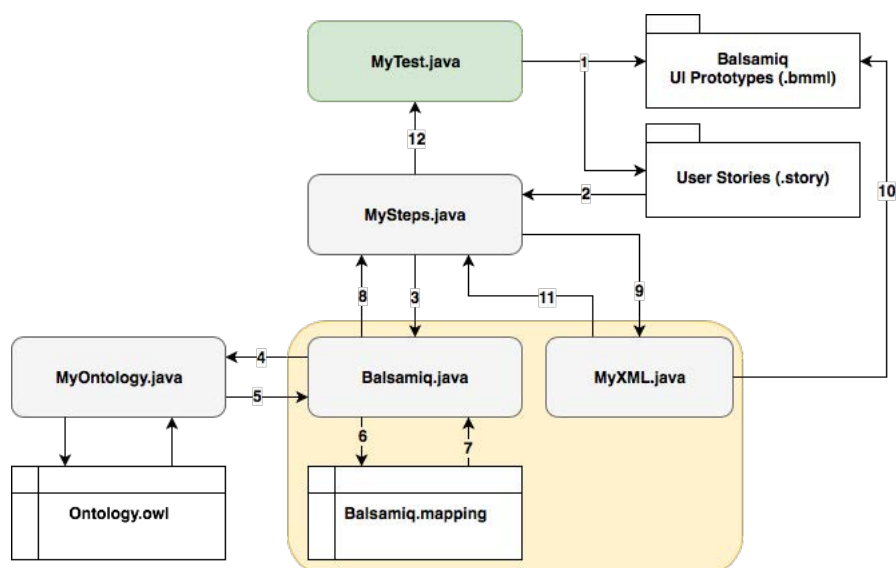 MyTest.java
1
Balsamiq
UI Prototypes (.bmml)
12
User Stories (.story)
10
MySteps.java
2
8
3
11
9
MyOntology.java
4
5
Balsamiq.java
MyXML.java
6
7
Ontology.owl
Balsamiq.mapping